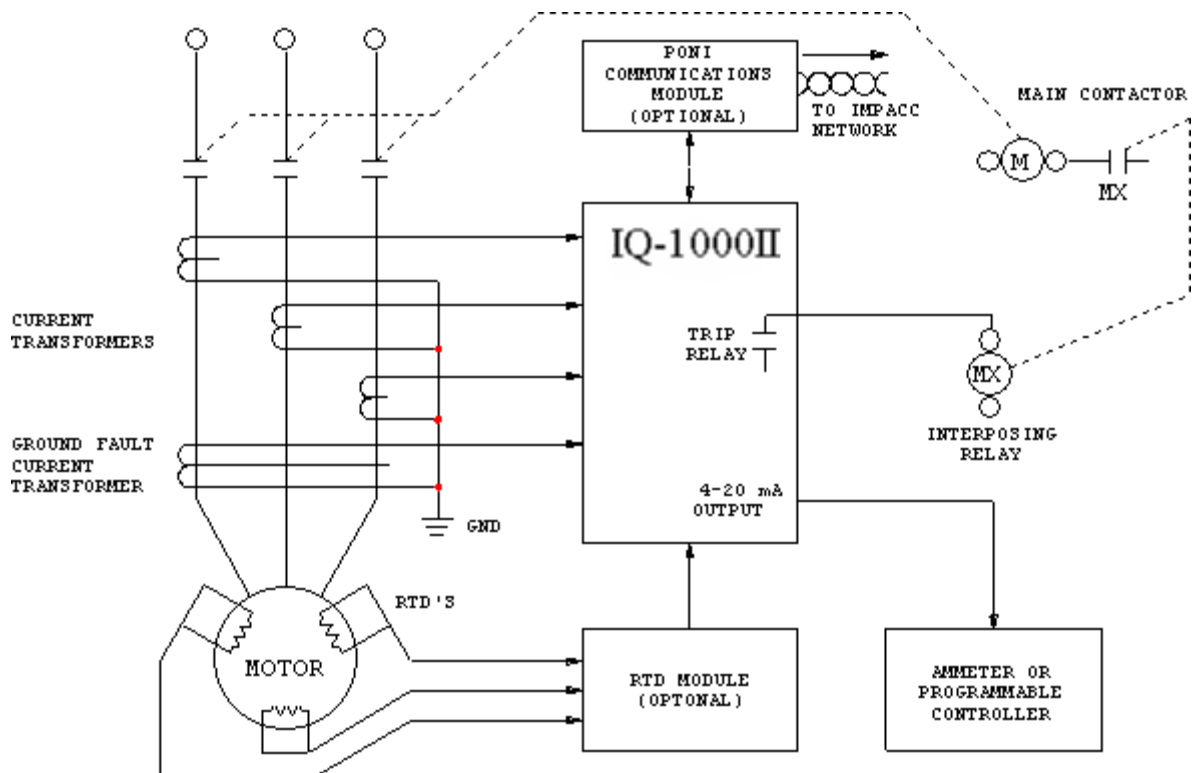 PONI
COMMUNICATIONS
MODULE
(OPTIONAL)
TO IMPACC
NETWORK
MAIN CONTACTOR
M
MX
IQ-1000II
CURRENT
TRANSFORMERS
TRIP
RELAY
MX
INTERPOSING
RELAY
GROUND FAULT
CURRENT
TRANSFORMER
4-20 mA
OUTPUT
GND
RTD'S
MOTOR
RTD MODULE
(OPTONAL)
AMMETER OR
PROGRAMMABLE
CONTROLLER